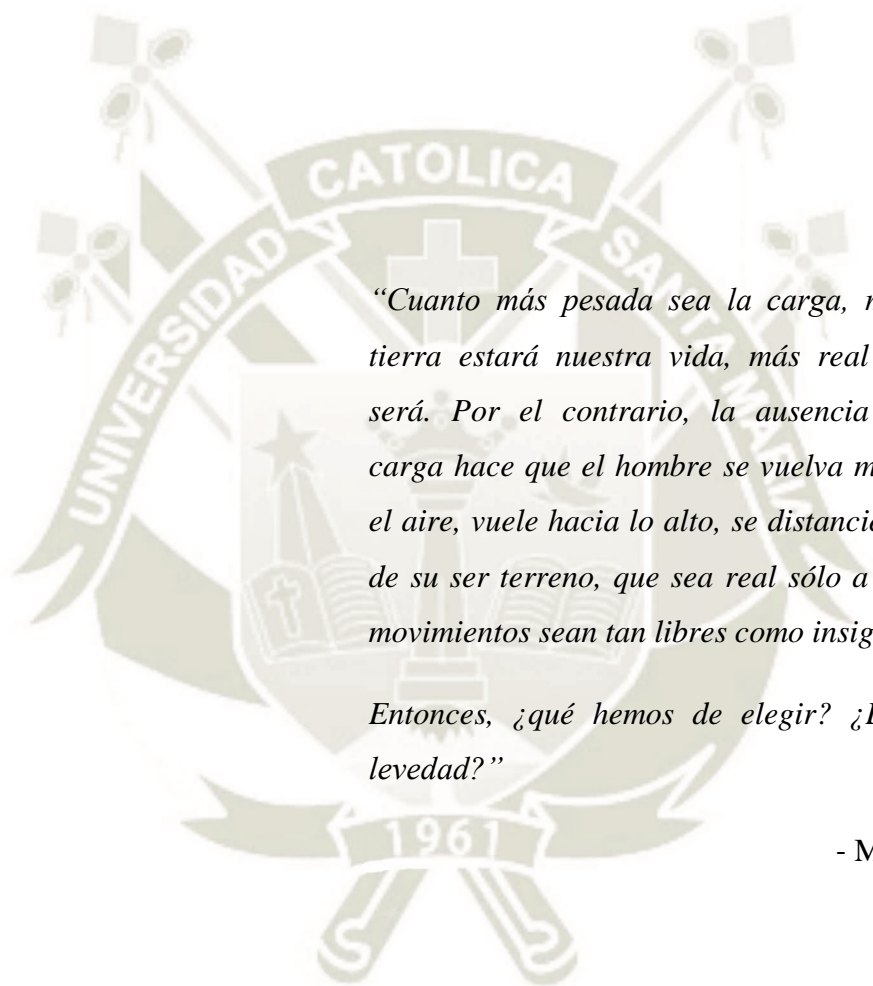 CATOLICA
UNIVERSIDAD
SANTA MARIA
“Cuanto más pesada sea la carga,
tierra estará nuestra vida, más real
será. Por el contrario, la ausencia
carga hace que el hombre se vuelva
el aire, vuele hacia lo alto, se
de su ser terreno, que sea real sólo a
movimientos sean tan libres como
Entonces, ¿qué hemos de elegir?
levedad?”
1961
-